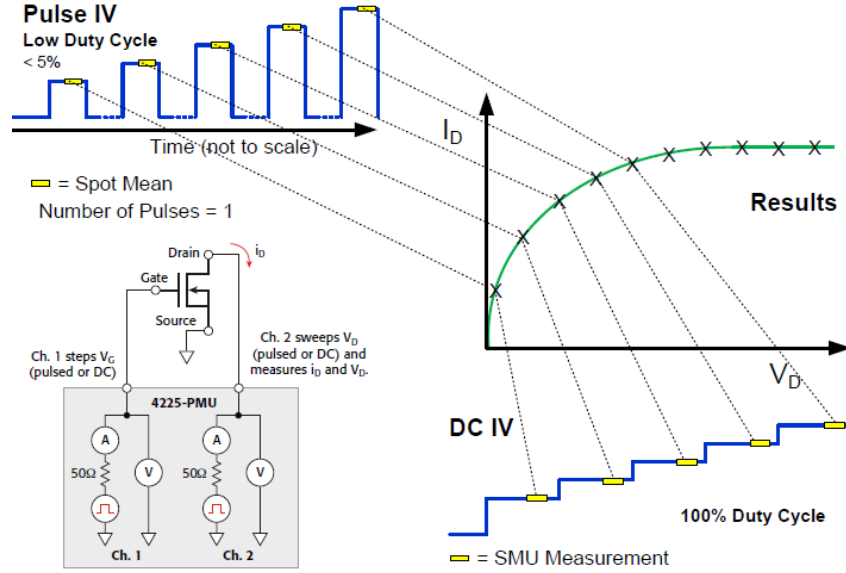 Pulse IV
Low Duty Cycle
< 5%
Time (not to scale)
= Spot Mean
Number of Pulses = 1
I_D
Results
V_D
Drain
i_D
Gate
Source
Ch. 1 steps V_G
(pulsed or DC)
Ch. 2 sweeps V_D
(pulsed or DC) and
measures i_D and V_D.
4225-PMU
A
A
50Ω
V
50Ω
V
Ch. 1
Ch. 2
DC IV
100% Duty Cycle
= SMU Measurement